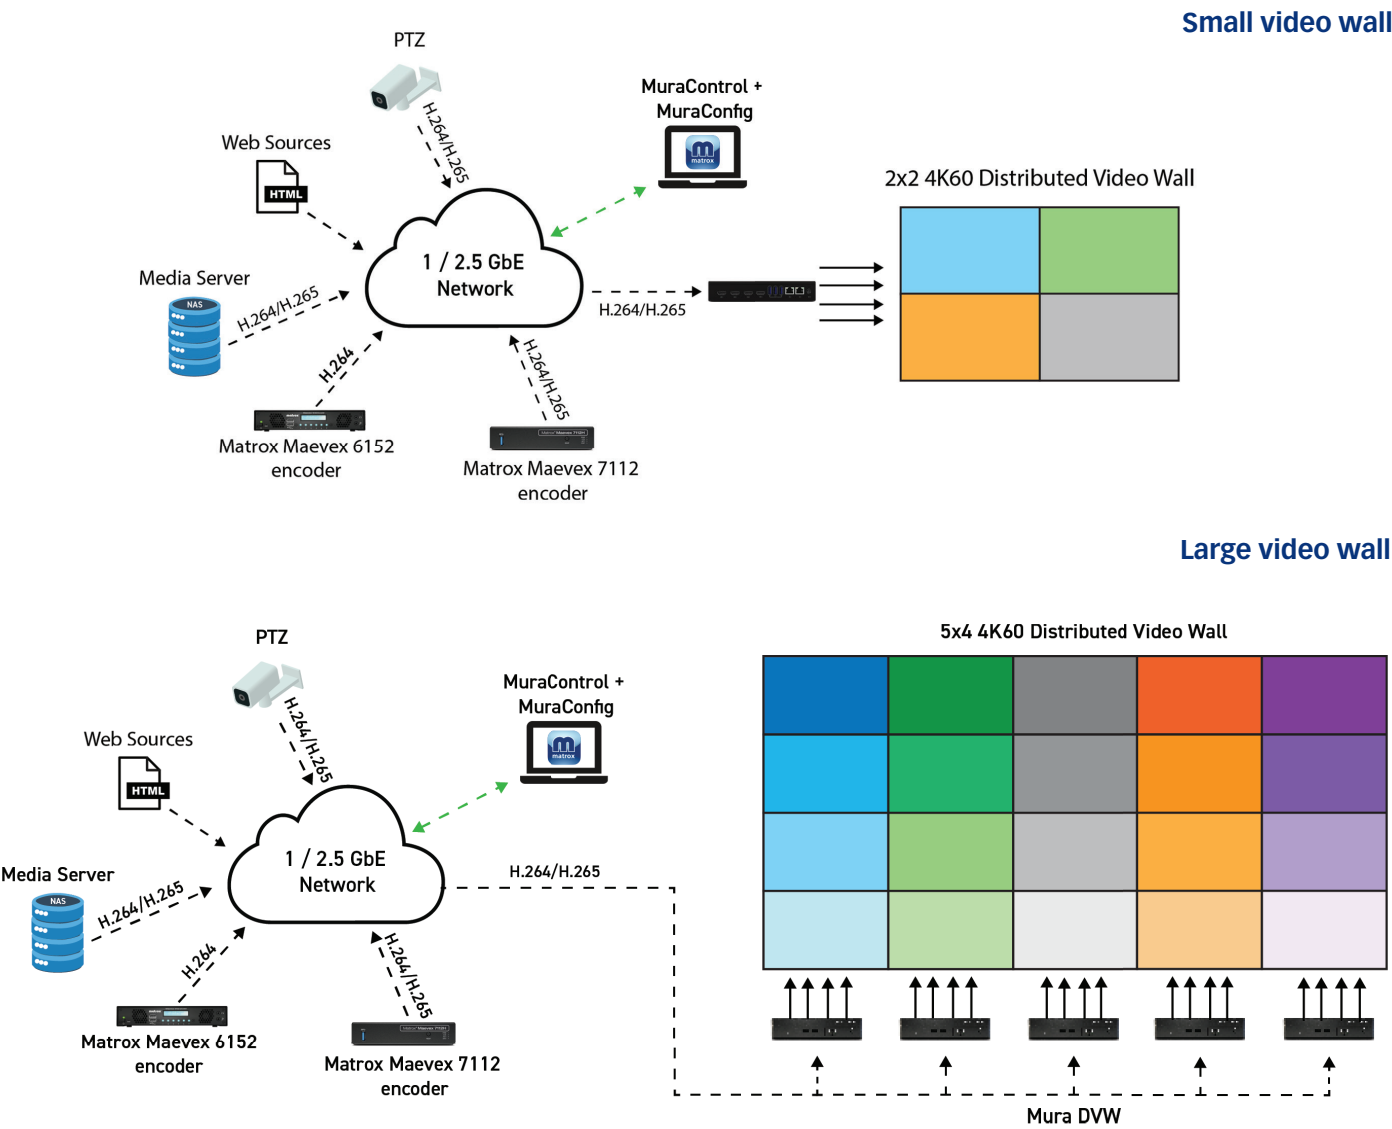 Small video wall
PTZ
H.264/H.265
MuraControl +
MuraConfig
matrox
Web Sources
HTML
2x2 4K60 Distributed Video Wall
1 / 2.5 GbE
Network
Media Server
NAS
H.264/H.265
H.264/H.265
H.264
H.264/H.265
Matrox Maevex 6152
encoder
Matrox Maevex 7112
encoder
Large video wall
5x4 4K60 Distributed Video Wall
PTZ
H.264/H.265
MuraControl +
MuraConfig
matrox
Web Sources
HTML
1 / 2.5 GbE
Network
H.264/H.265
Media Server
NAS
H.264/H.265
H.264
H.264/H.265
Matrox Maevex 6152
encoder
Matrox Maevex 7112
encoder
Mura DVW